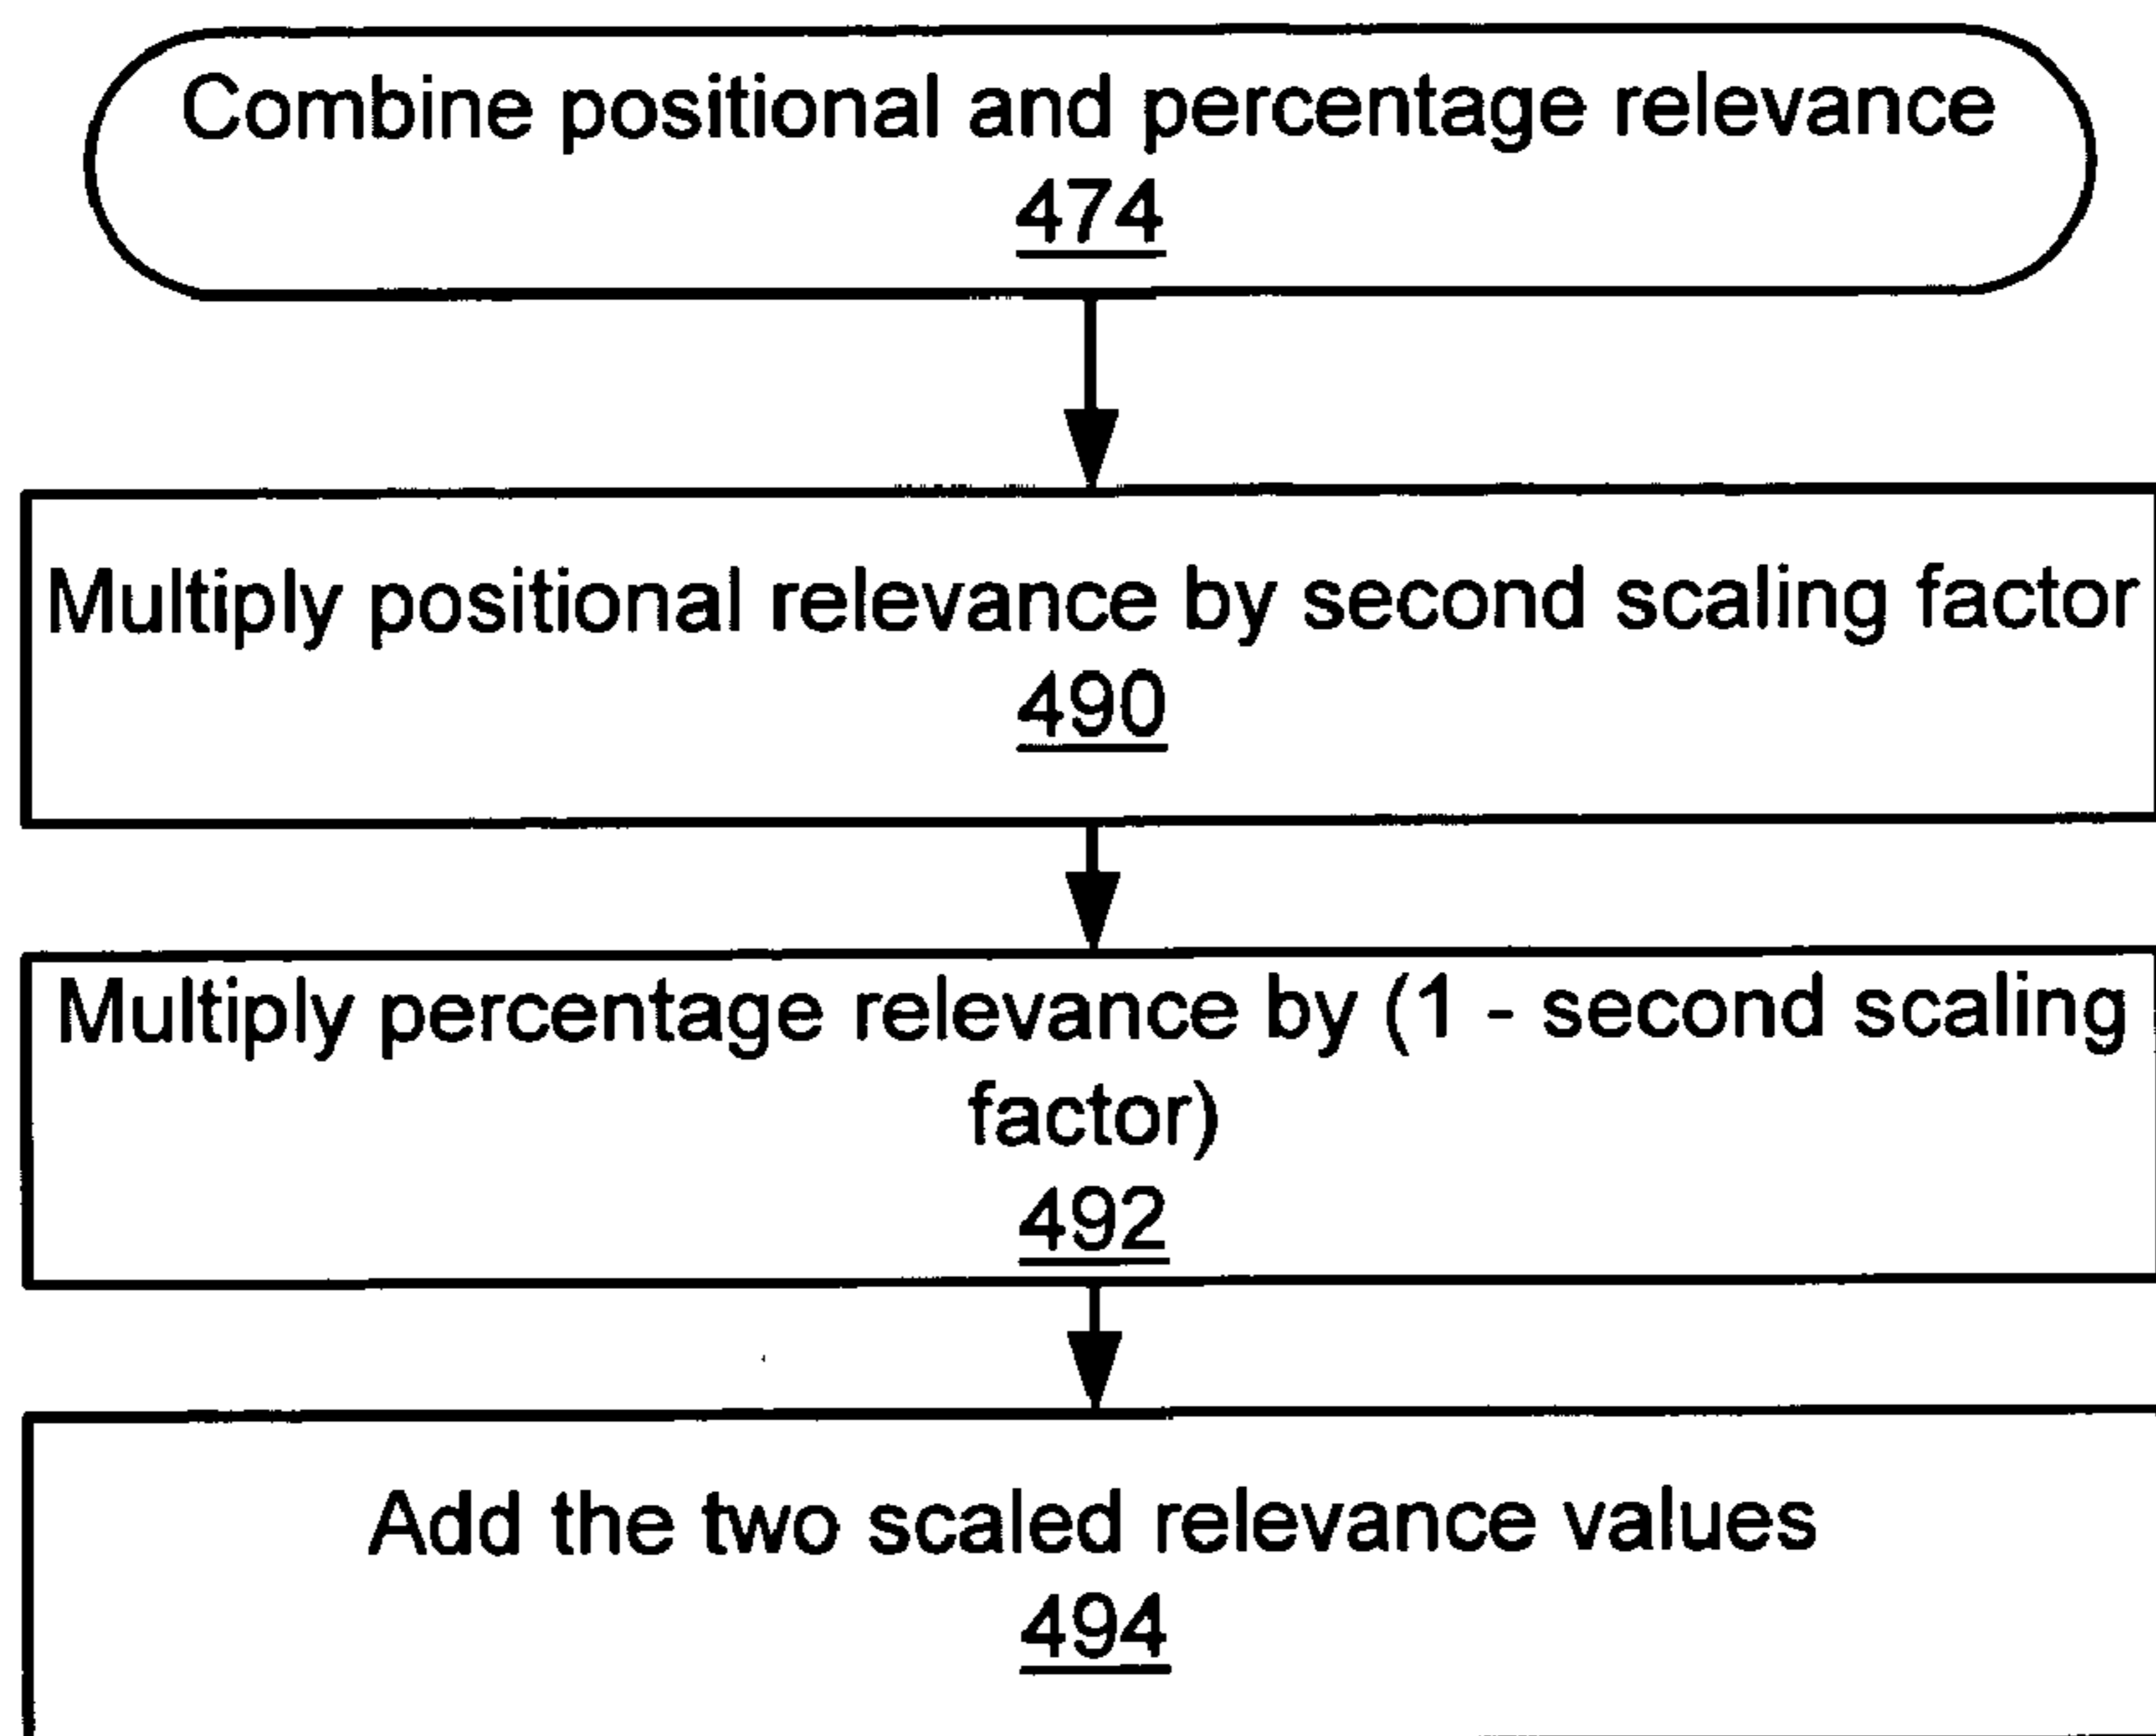 Combine positional and percentage relevance
474
Multiply positional relevance by second scaling factor
490
Multiply percentage relevance by (1 - second scaling
factor)
492
Add the two scaled relevance values
494